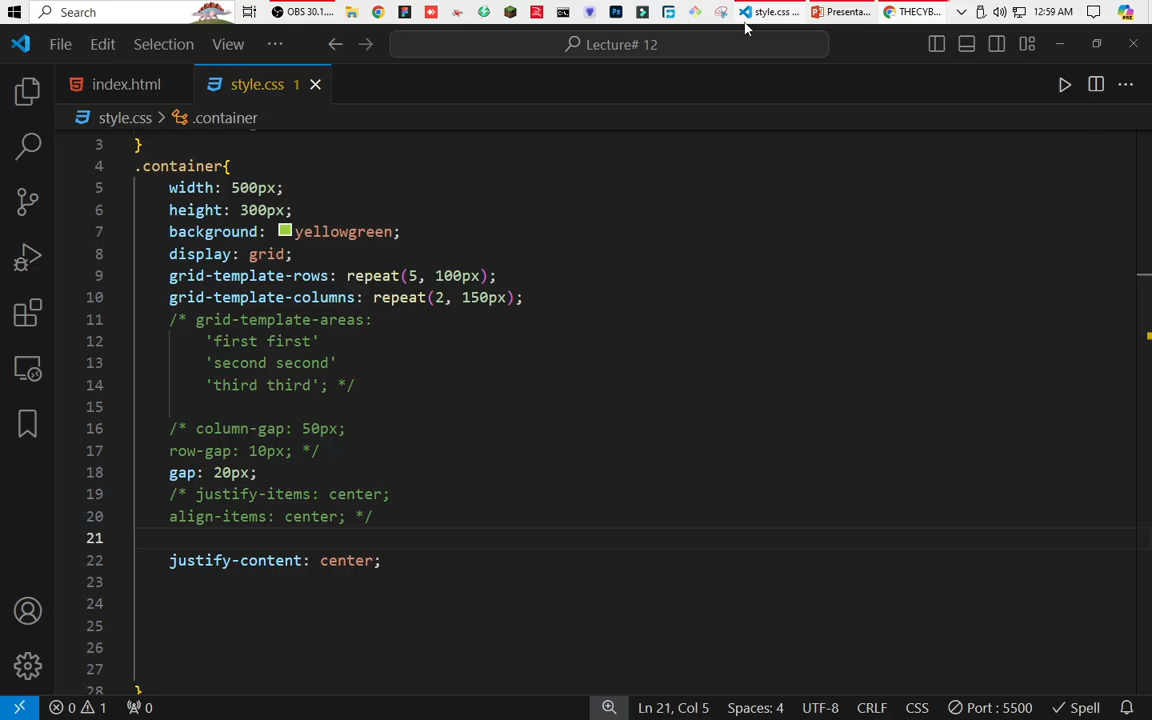 Search
OBS 30.1....
style.css ...
Presenta...
THECYB...
12:59 AM
File Edit Selection View ...
Lecture# 12
index.html
style.css 1
style.css > .container
3 }
4 .container{
5 width: 500px;
6 height: 300px;
7 background: yellowgreen;
8 display: grid;
9 grid-template-rows: repeat(5, 100px);
10 grid-template-columns: repeat(2, 150px);
11 /* grid-template-areas:
12 'first first'
13 'second second'
14 'third third'; */
15
16 /* column-gap: 50px;
17 row-gap: 10px; */
18 gap: 20px;
19 /* justify-items: center;
20 align-items: center; */
21
22 justify-content: center;
23
24
25
26
27
28 }
0 1 0 Ln 21, Col 5 Spaces: 4 UTF-8 CRLF CSS Port : 5500 Spell